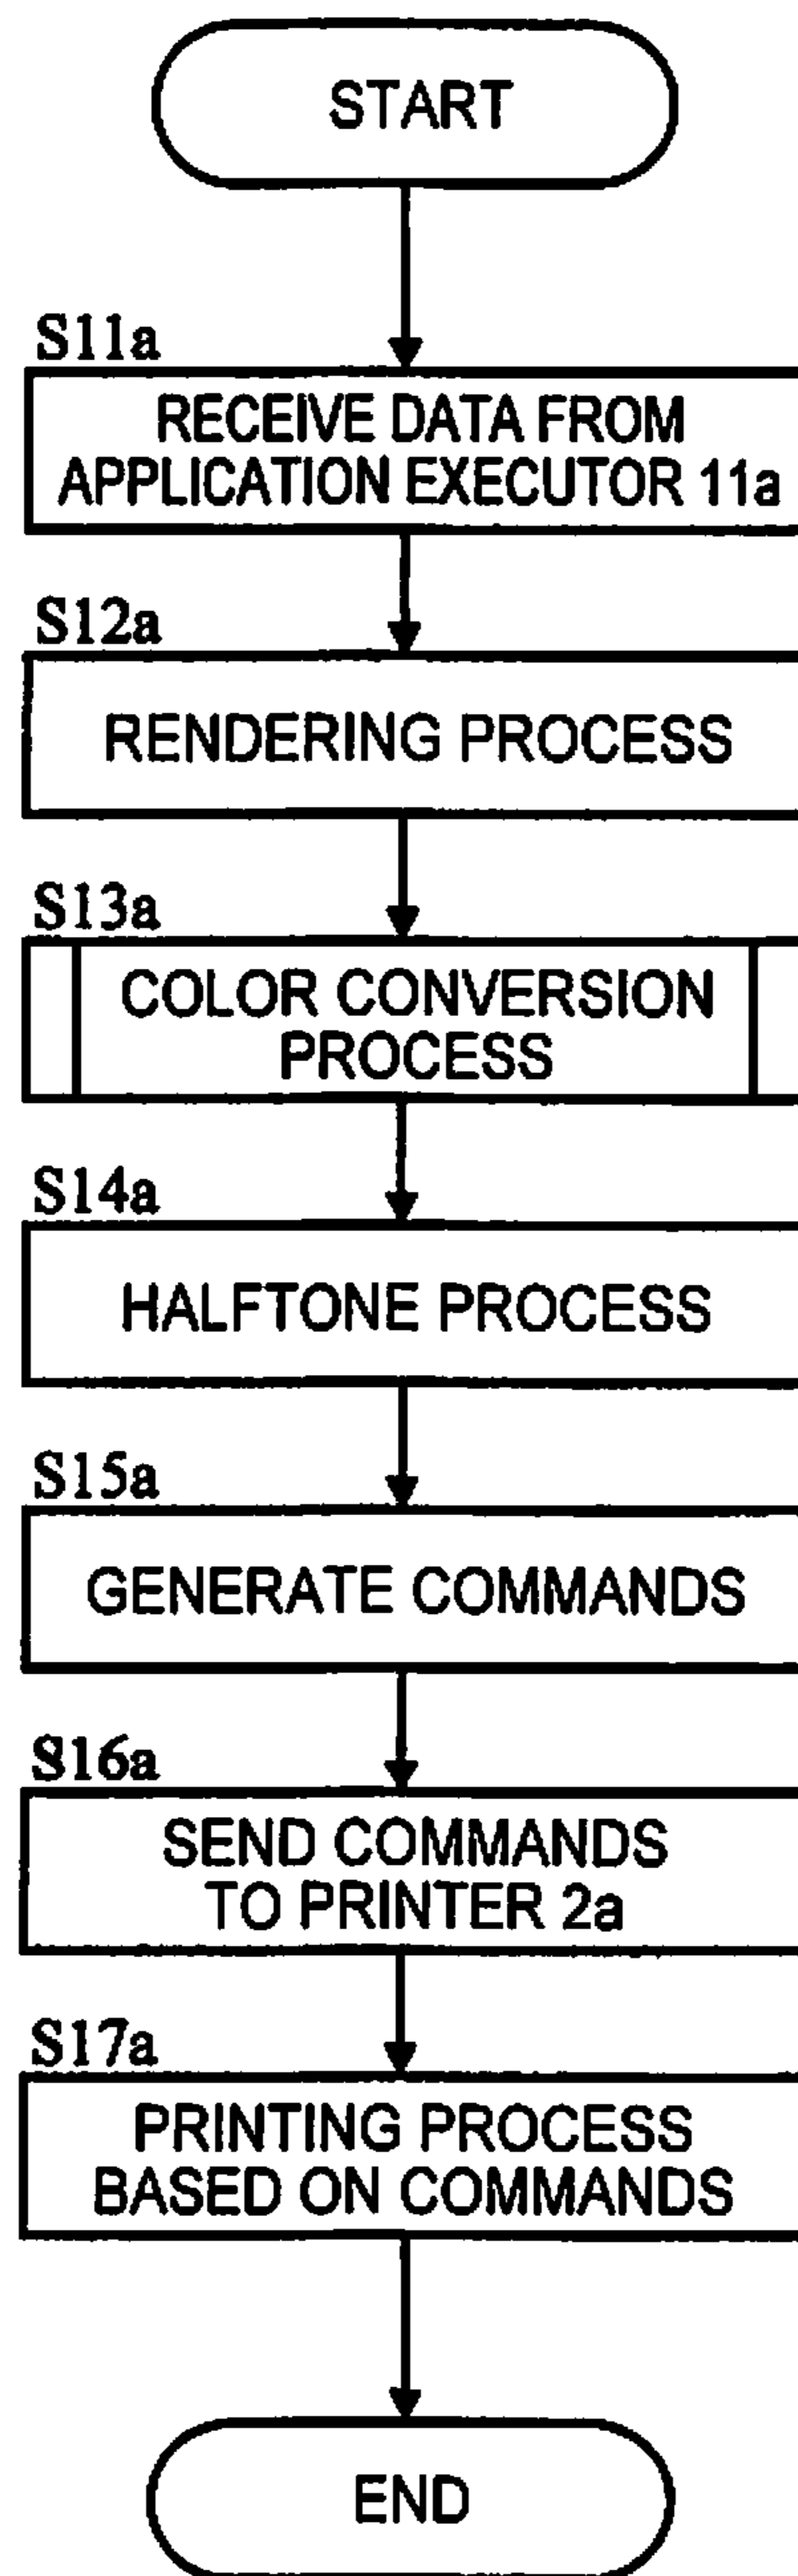 START
S11a
RECEIVE DATA FROM
APPLICATION EXECUTOR 11a
S12a
RENDERING PROCESS
S13a
COLOR CONVERSION
PROCESS
S14a
HALFTONE PROCESS
S15a
GENERATE COMMANDS
S16a
SEND COMMANDS
TO PRINTER 2a
S17a
PRINTING PROCESS
BASED ON COMMANDS
END